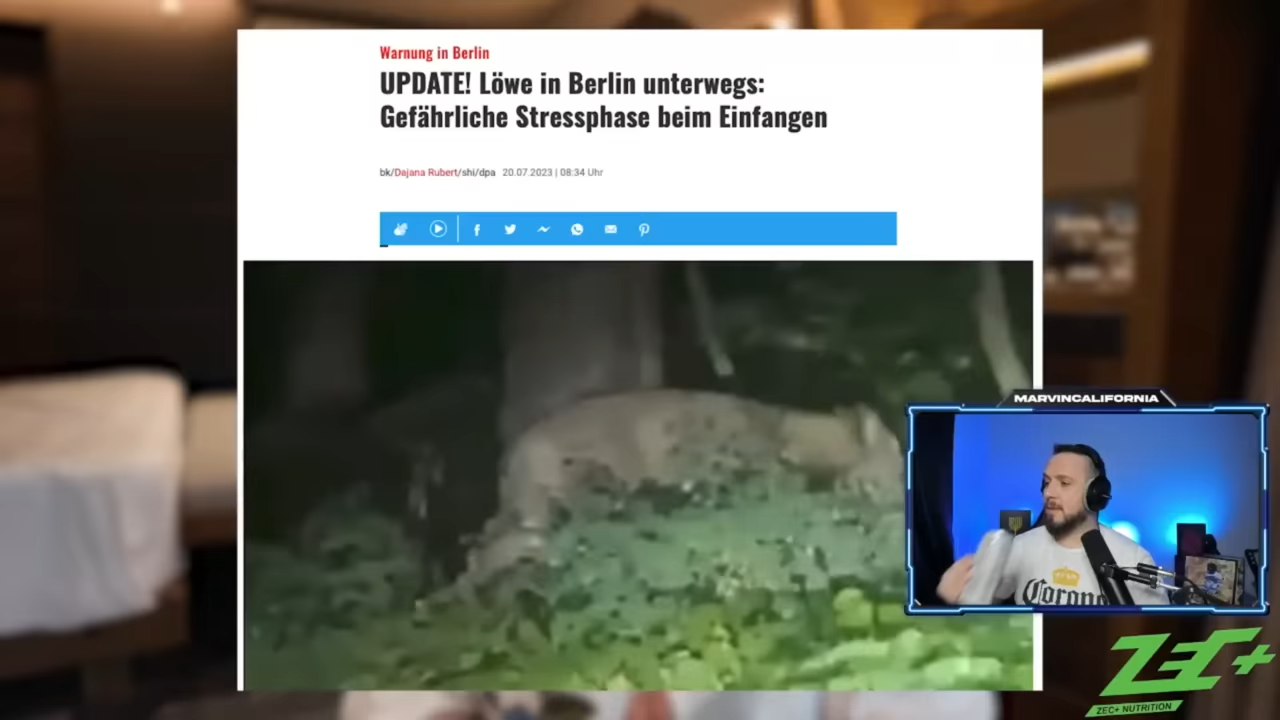 Warnung in Berlin
UPDATE! Löwe in Berlin unterwegs:
Gefährliche Stressphase beim Einfangen
bk/Dajana Rubert/shi/dpa 20.07.2023 | 08:34 Uhr
MARVINCALIFORNIA
Corona
ZEC+
ZEC+ NUTRITION